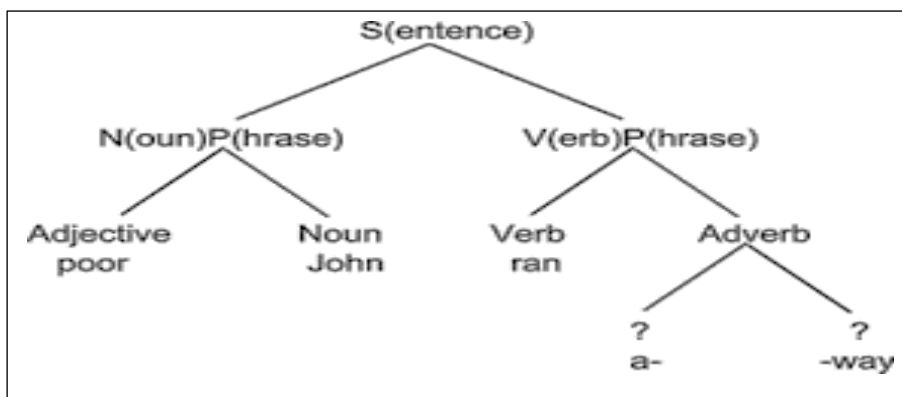 S(entence)
N(oun)P(hrase) V(erb)P(hrase)
Adjective Noun Verb Adverb
poor John ran
? ?
a- -way